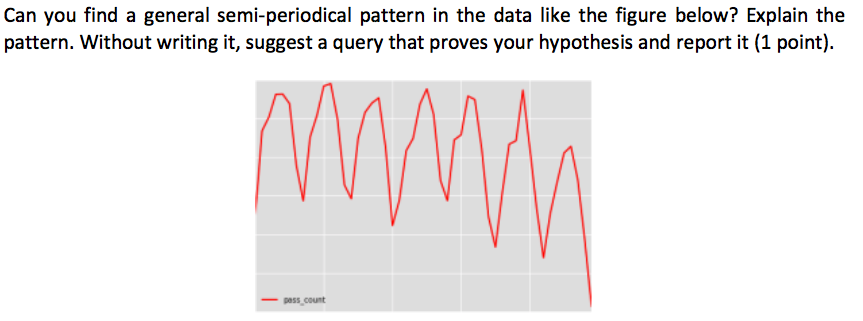 Can you find a general semi-periodical pattern in the data like the figure below? Explain the
pattern. Without writing it, suggest a query that proves your hypothesis and report it (1 point).
pass_count